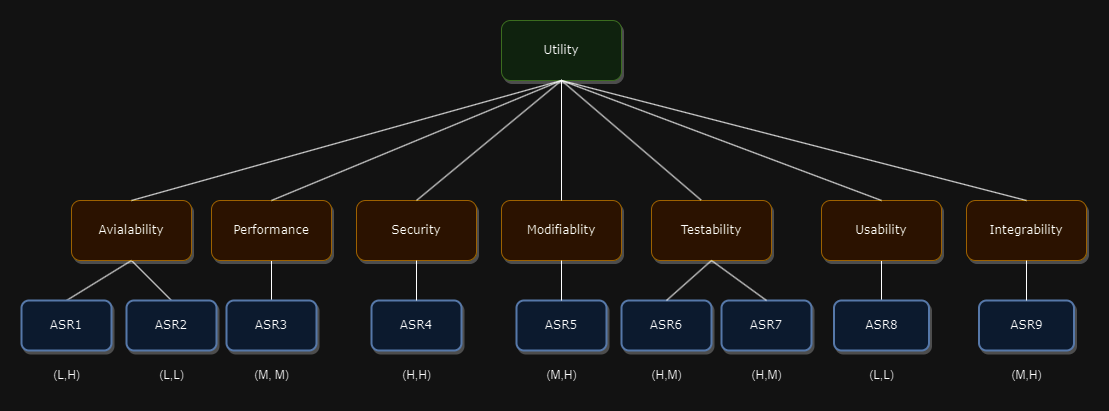 Utility
Avialability
Performance
Security
Modifiablity
Testability
Usability
Integrability
ASR1
ASR2
ASR3
ASR4
ASR5
ASR6
ASR7
ASR8
ASR9
(L,H)
(L,L)
(M, M)
(H,H)
(M,H)
(H,M)
(H,M)
(L,L)
(M,H)